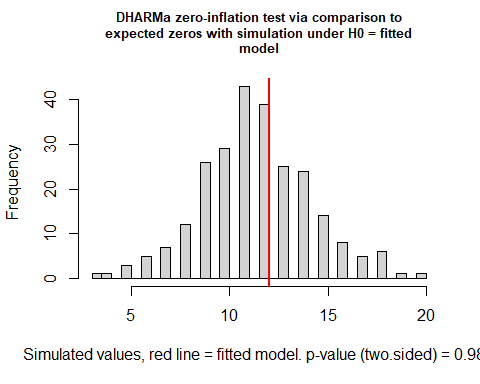 DHARMa zero-inflation test via comparison to
expected zeros with simulation under H0 = fitted
model
Frequency
40
30
20
10
0
5 10 15 20
Simulated values, red line = fitted model. p-value (two.sided) = 0.98